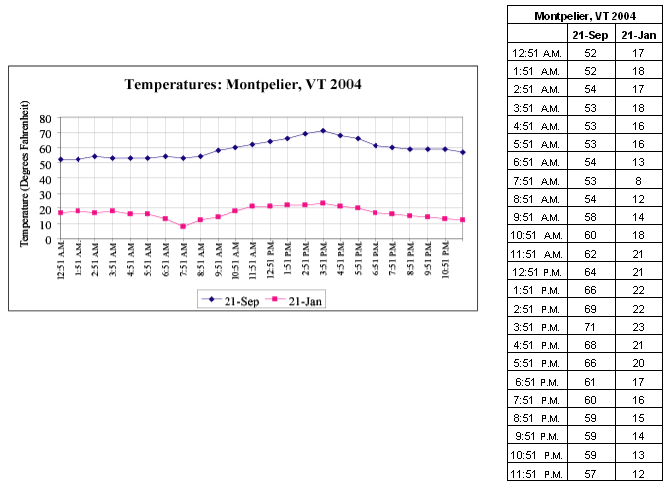 Temperatures: Montpelier, VT 2004
Temperature (Degrees Fahrenheit)
80
70
60
50
40
30
20
10
0
12:51 A.M.
1:51 A.M.
2:51 A.M
3:51 A.M
4:51 A.M
5:51 A.M
6:51 A.M
7:51 A.M
8:51 A.M
9:51 A.M
10:51 A.M
11:51 A.M
12:51 P.M.
1:51 P.M.
2:51 P.M.
3:51 P.M.
4:51 P.M.
5:51 P.M.
6:51 P.M.
7:51 P.M.
8:51 P.M.
9:51 P.M.
10:51 P.M.
21-Sep 21-Jan
Montpelier, VT 2004
21-Sep 21-Jan
12:51 A.M. 52 17
1:51 A.M. 52 18
2:51 A.M. 54 17
3:51 A.M. 53 18
4:51 A.M. 53 16
5:51 A.M. 53 16
6:51 A.M. 54 13
7:51 A.M. 53 8
8:51 A.M. 54 12
9:51 A.M. 58 14
10:51 A.M. 60 18
11:51 A.M. 62 21
12:51 P.M. 64 21
1:51 P.M. 66 22
2:51 P.M. 69 22
3:51 P.M. 71 23
4:51 P.M. 68 21
5:51 P.M. 66 20
6:51 P.M. 61 17
7:51 P.M. 60 16
8:51 P.M. 59 15
9:51 P.M. 59 14
10:51 P.M. 59 13
11:51 P.M. 57 12